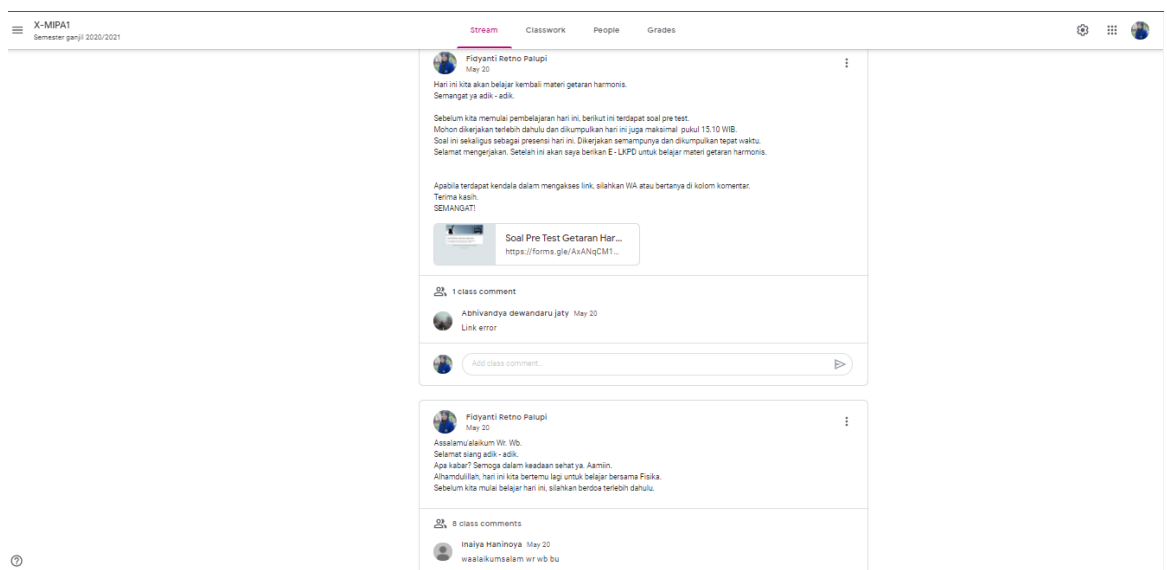 X-MIPA1
Semester ganjil 2020/2021
Stream Classwork People Grades
Fidyanti Retno Palupi
May 20
Hari ini kita akan belajar kembali materi getaran harmonis.
Semangat ya adik - adik.
Sebelum kita memulai pembelajaran hari ini, berikut ini terdapat soal pre test.
Mohon dikerjakan terlebih dahulu dan dikumpulkan hari ini juga maksimal pukul 15.10 WIB.
Soal ini sekaligus sebagai presensi hari ini. Dikerjakan semampunya dan dikumpulkan tepat waktu.
Selamat mengerjakan. Setelah ini akan saya berikan E - LKPD untuk belajar materi getaran harmonis.
Apabila terdapat kendala dalam mengakses link, silahkan WA atau bertanya di kolom komentar.
Terima kasih.
SEMANGAT!
Soal Pre Test Getaran Har...
https://forms.gle/AxANqCM1...
1 class comment
Abhivandya dewandaru jaty May 20
Link error
Add class comment...
Fidyanti Retno Palupi
May 20
Assalamu'alaikum Wr. Wb.
Selamat siang adik - adik.
Apa kabar? Semoga dalam keadaan sehat ya. Aamiin.
Alhamdulillah, hari ini kita bertemu lagi untuk belajar bersama Fisika.
Sebelum kita mulai belajar hari ini, silahkan berdoa terlebih dahulu.
8 class comments
Inaiya Haninoya May 20
waalaikumsalam wr wb bu